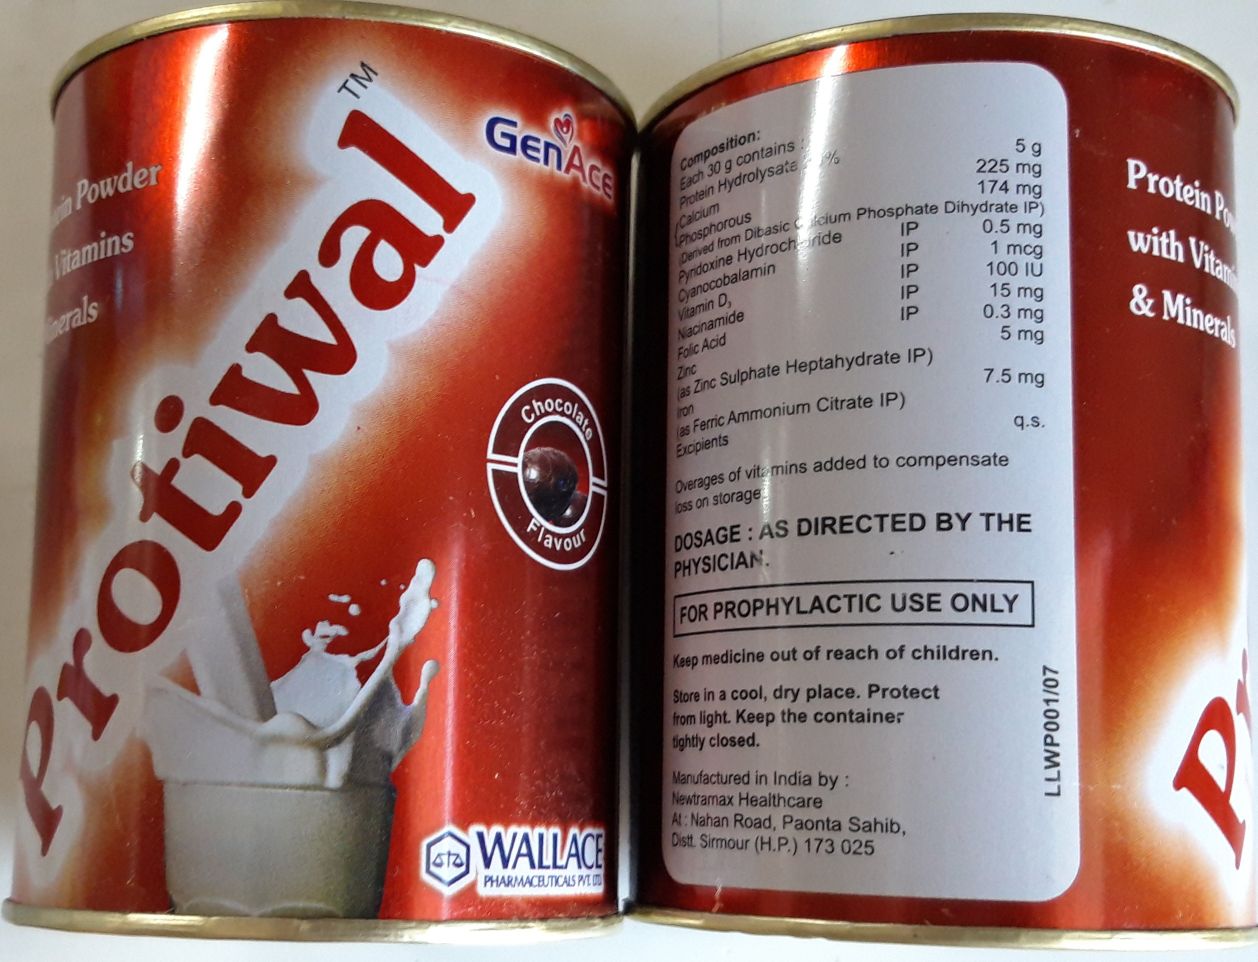 Protiwal™
GenAce
Powder
Vitamins
Chocolate
Flavour
WALLACE
PHARMACEUTICALS PVT. LTD.
Composition:
Each 30 g contains :
Protein Hydrolysate 5 g
Calcium 225 mg
Phosphorous 174 mg
(Derived from Dibasic Calcium Phosphate Dihydrate IP)
Pyridoxine Hydrochloride IP 0.5 mg
Cyanocobalamin IP 1 mcg
Vitamin D₃ IP 100 IU
Niacinamide IP 15 mg
Folic Acid IP 0.3 mg
Zinc 5 mg
(as Zinc Sulphate Heptahydrate IP)
Iron 7.5 mg
(as Ferric Ammonium Citrate IP)
Excipients q.s.
Overages of vitamins added to compensate
loss on storage
DOSAGE : AS DIRECTED BY THE
PHYSICIAN.
FOR PROPHYLACTIC USE ONLY
Keep medicine out of reach of children.
Store in a cool, dry place. Protect
from light. Keep the container
tightly closed.
Manufactured in India by :
Newtramax Healthcare
At : Nahan Road, Paonta Sahib,
Distt. Sirmour (H.P.) 173 025
LLWP001/07
Protein
with
& Minerals